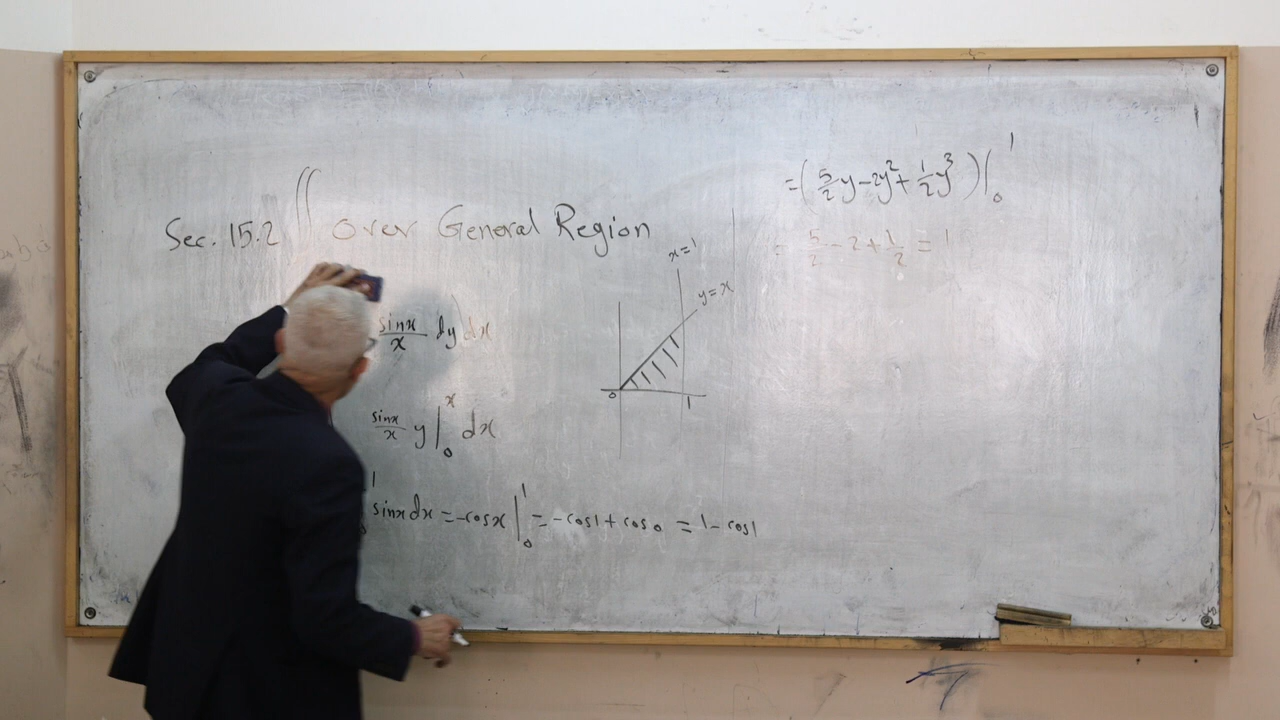 Sec. 15.2 ∬ over General Region
sinx/x dy dx
sinx/x y |₀ˣ dx
∫₀¹ sinx dx = -cosx |₀¹ = -cos1 + cos0 = 1 - cos1
x=1
y=x
0 1
= (5/2 y - 2y² + 1/2 y³) |₀¹
= 5/2 - 2 + 1/2 = 1